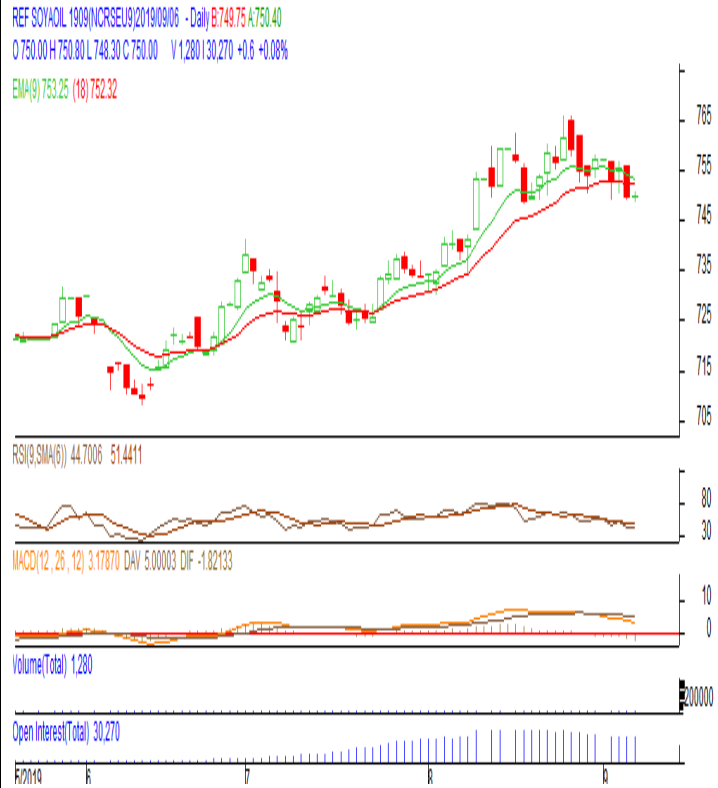 REF SOYAOIL 1909(NCRSEU9)2019/09/06 - Daily B:749.75 A:750.40
O 750.00 H 750.80 L 748.30 C 750.00 V 1,280 I 30,270 +0.6 +0.08%
EMA(9) 753.25 (18) 752.32
765
755
745
735
725
715
705
RSI(9,SMA(6)) 44.7006 51.4411
80
30
MACD(12 , 26 , 12) 3.17870 DAV 5.00003 DIF -1.82133
10
0
Volume(Total) 1,280
200000
Open Interest(Total) 30,270
5/2019 6 7 8 9